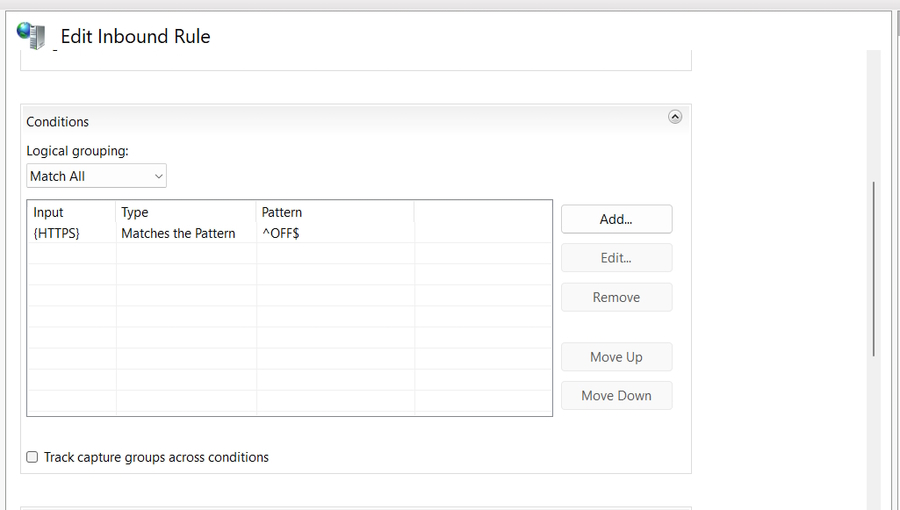 Edit Inbound Rule
Conditions
Logical grouping:
Match All
Input Type Pattern
{HTTPS} Matches the Pattern ^OFF$
Add...
Edit...
Remove
Move Up
Move Down
Track capture groups across conditions